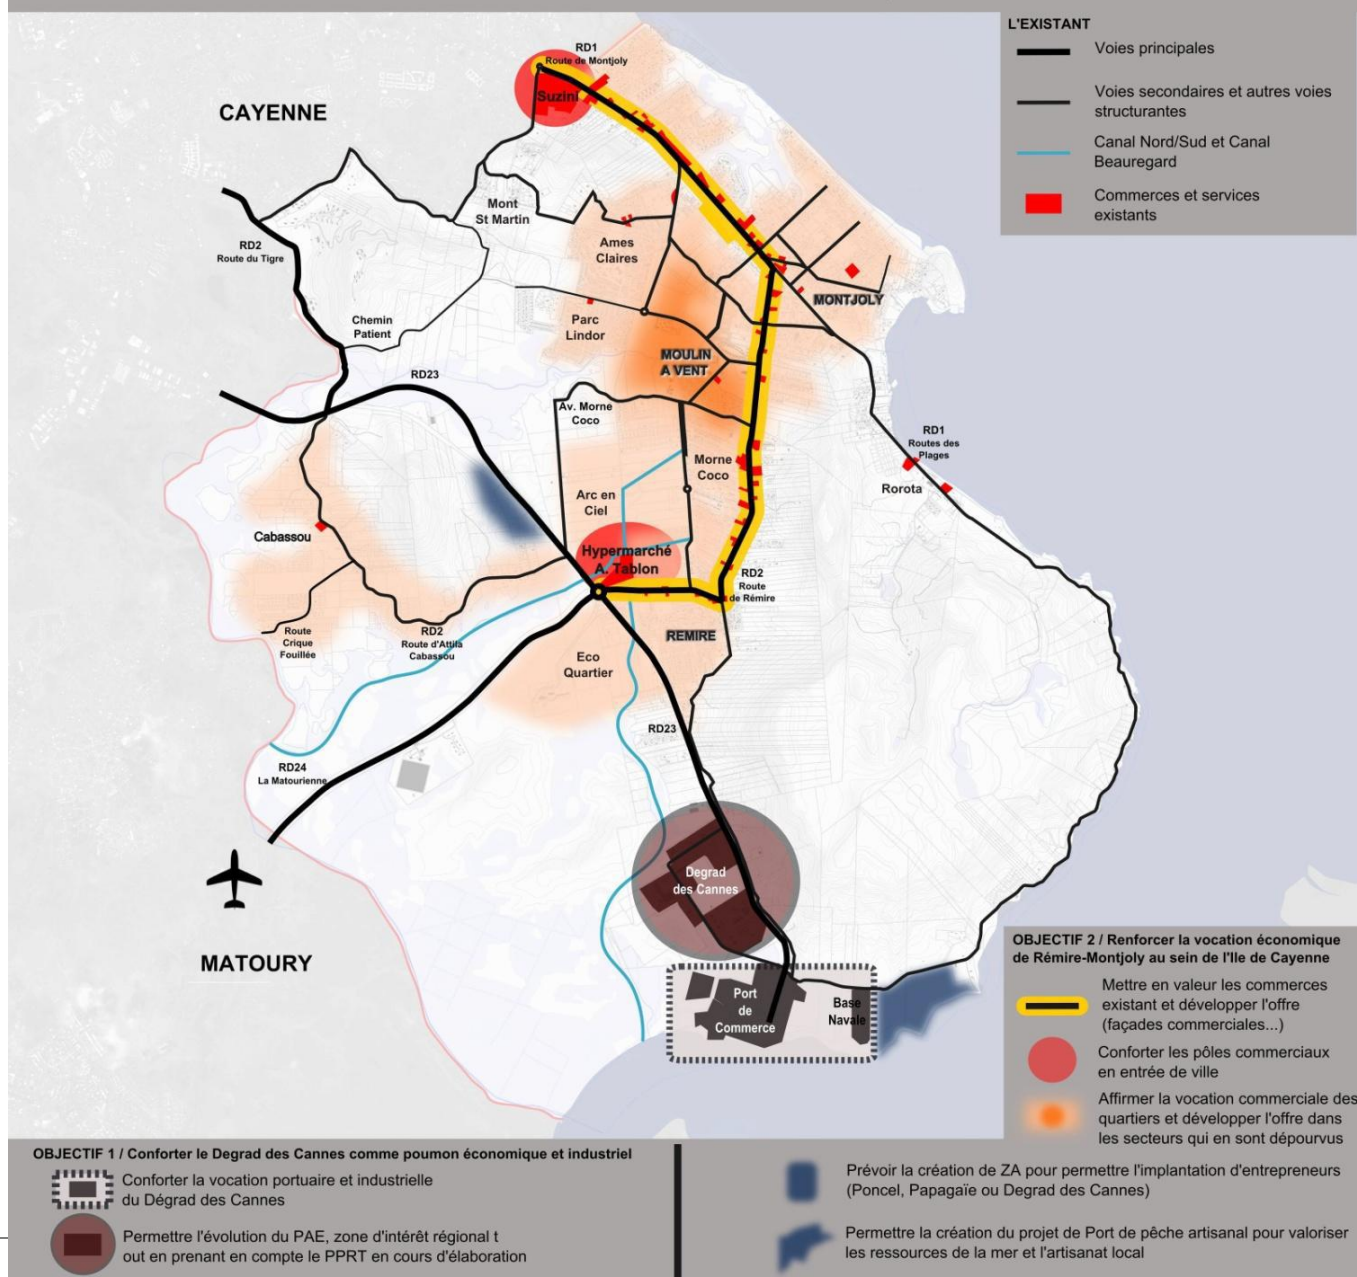 L'EXISTANT
Voies principales
Voies secondaires et autres voies
structurantes
Canal Nord/Sud et Canal
Beauregard
Commerces et services
existants
RD1
Route de Montjoly
Suzini
CAYENNE
Mont
St Martin
RD2
Route du Tigre
Ames
Claires
MONTJOLY
Chemin
Patient
Parc
Lindor
MOULIN
A VENT
RD23
Av. Morne
Coco
RD1
Routes des
Plages
Morne
Coco
Rorota
Arc en
Ciel
Cabassou
Hypermarché
A. Tablon
RD2
Route
de Rémire
Route
Crique
Fouillée
RD2
Route d'Attila
Cabassou
REMIRE
Eco
Quartier
RD23
RD24
La Matourienne
Degrad
des Cannes
MATOURY
Port
de
Commerce
Base
Navale
OBJECTIF 2 / Renforcer la vocation économique
de Rémire-Montjoly au sein de l'Ile de Cayenne
Mettre en valeur les commerces
existant et développer l'offre
(façades commerciales...)
Conforter les pôles commerciaux
en entrée de ville
Affirmer la vocation commerciale des
quartiers et développer l'offre dans
les secteurs qui en sont dépourvus
OBJECTIF 1 / Conforter le Degrad des Cannes comme poumon économique et industriel
Conforter la vocation portuaire et industrielle
du Dégrad des Cannes
Permettre l'évolution du PAE, zone d'intérêt régional t
out en prenant en compte le PPRT en cours d'élaboration
Prévoir la création de ZA pour permettre l'implantation d'entrepreneurs
(Poncel, Papagaïe ou Degrad des Cannes)
Permettre la création du projet de Port de pêche artisanal pour valoriser
les ressources de la mer et l'artisanat local